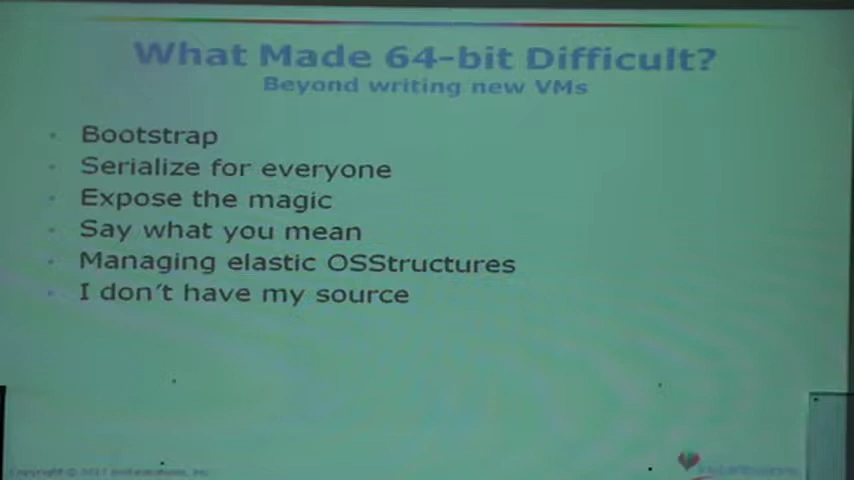 What Made 64-bit Difficult?
Beyond writing new VMs
Bootstrap
Serialize for everyone
Expose the magic
Say what you mean
Managing elastic OSStructures
I don't have my source
Copyright ©